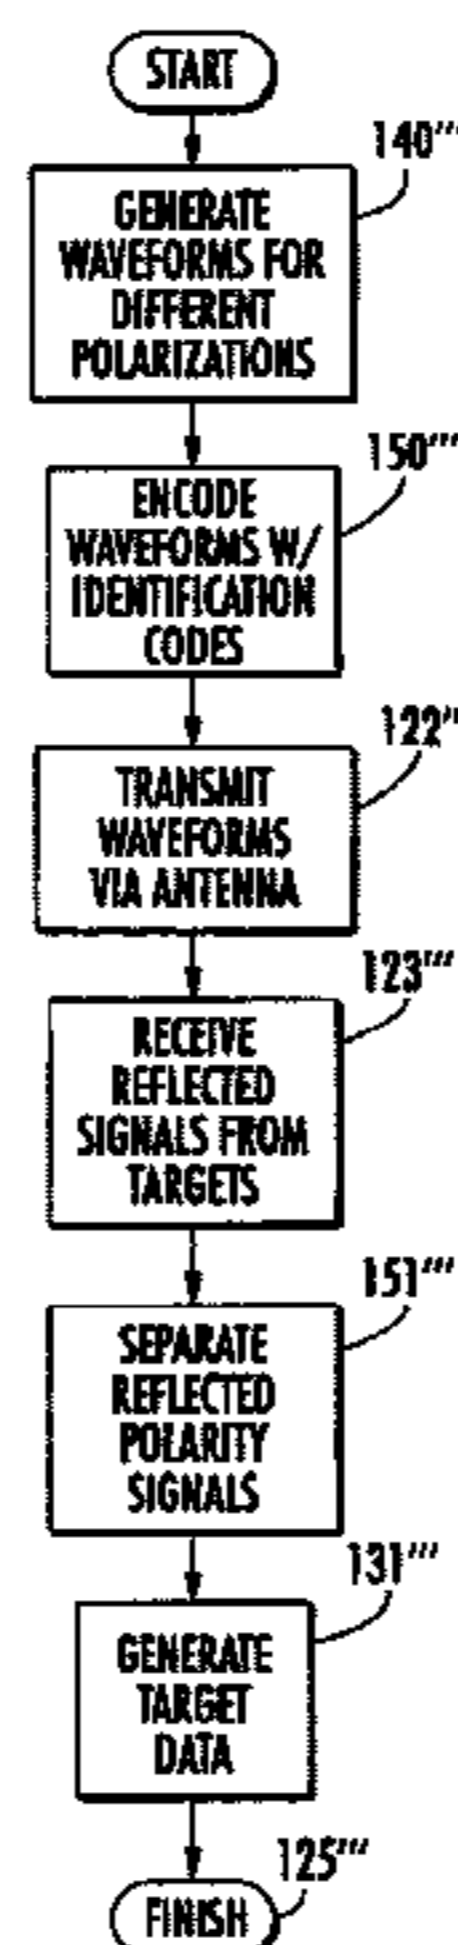 START
140'''
GENERATE
WAVEFORMS FOR
DIFFERENT
POLARIZATIONS
150'''
ENCODE
WAVEFORMS W/
IDENTIFICATION
CODES
122''
TRANSMIT
WAVEFORMS
VIA ANTENNA
123'''
RECEIVE
REFLECTED
SIGNALS FROM
TARGETS
151'''
SEPARATE
REFLECTED
POLARITY
SIGNALS
131'''
GENERATE
TARGET
DATA
125'''
FINISH